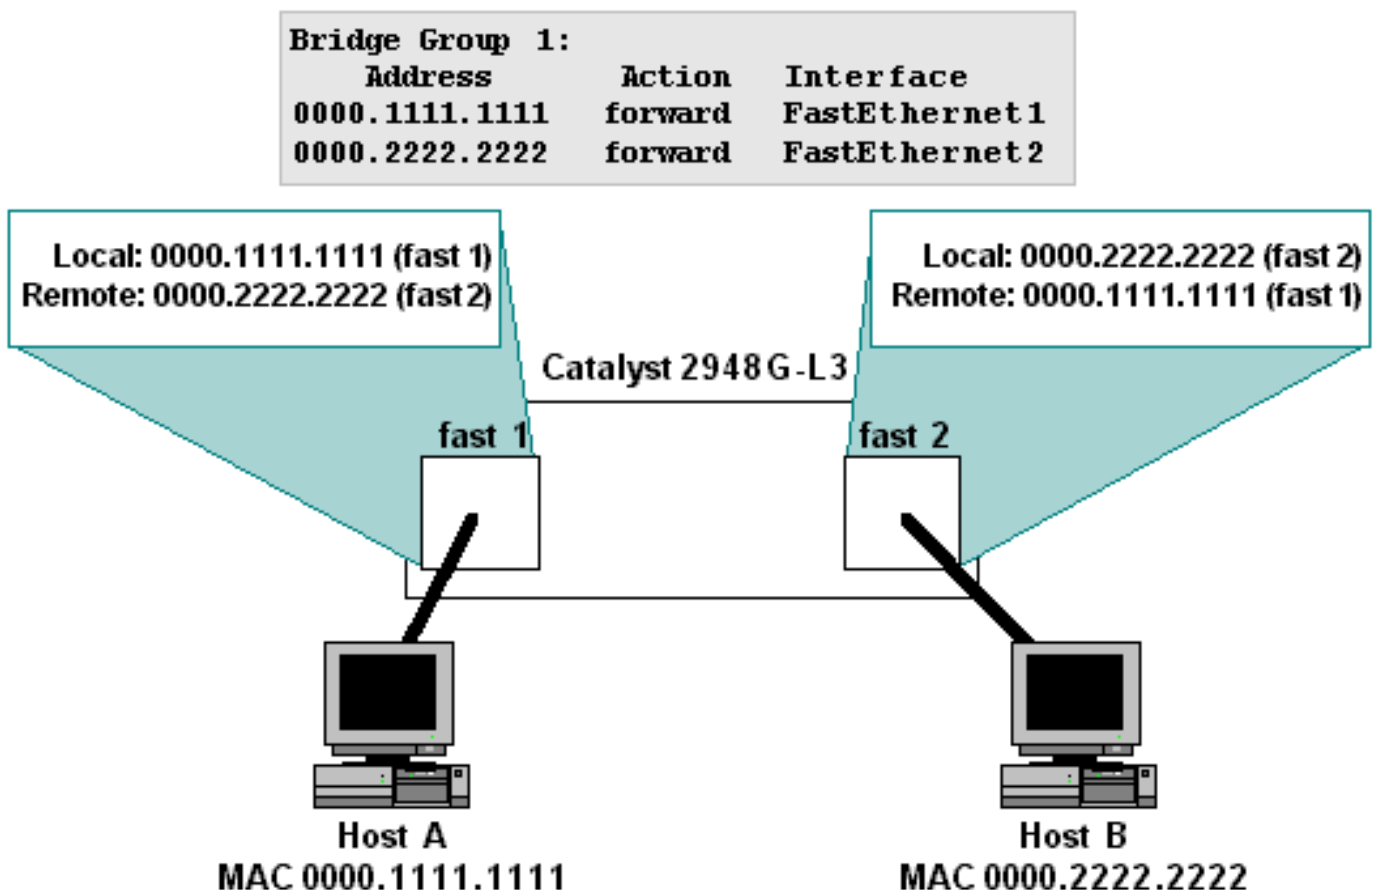 Bridge Group 1:
Address Action Interface
0000.1111.1111 forward FastEthernet1
0000.2222.2222 forward FastEthernet2
Local: 0000.1111.1111 (fast 1)
Remote: 0000.2222.2222 (fast 2)
Local: 0000.2222.2222 (fast 2)
Remote: 0000.1111.1111 (fast 1)
Catalyst 2948G-L3
fast 1
fast 2
Host A
MAC 0000.1111.1111
Host B
MAC 0000.2222.2222